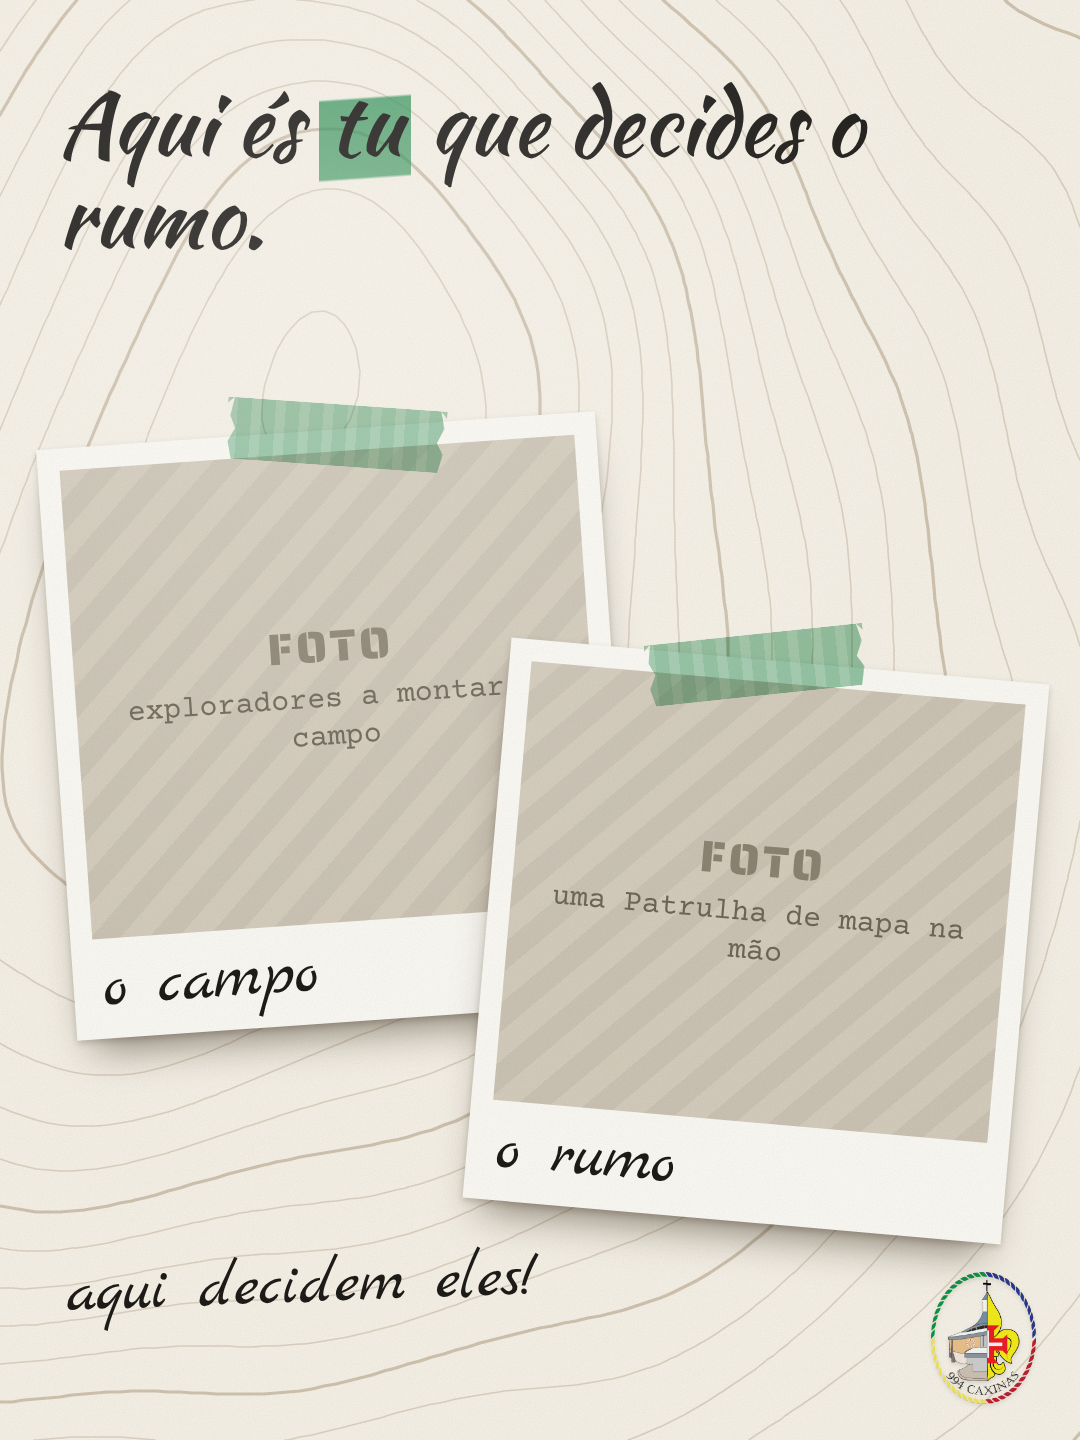 Aqui és tu que decides o
rumo.
FOTO
exploradores a montar
campo
o campo
FOTO
uma Patrulha de mapa na
mão
o rumo
aqui decidem eles!
994 CAXINAS